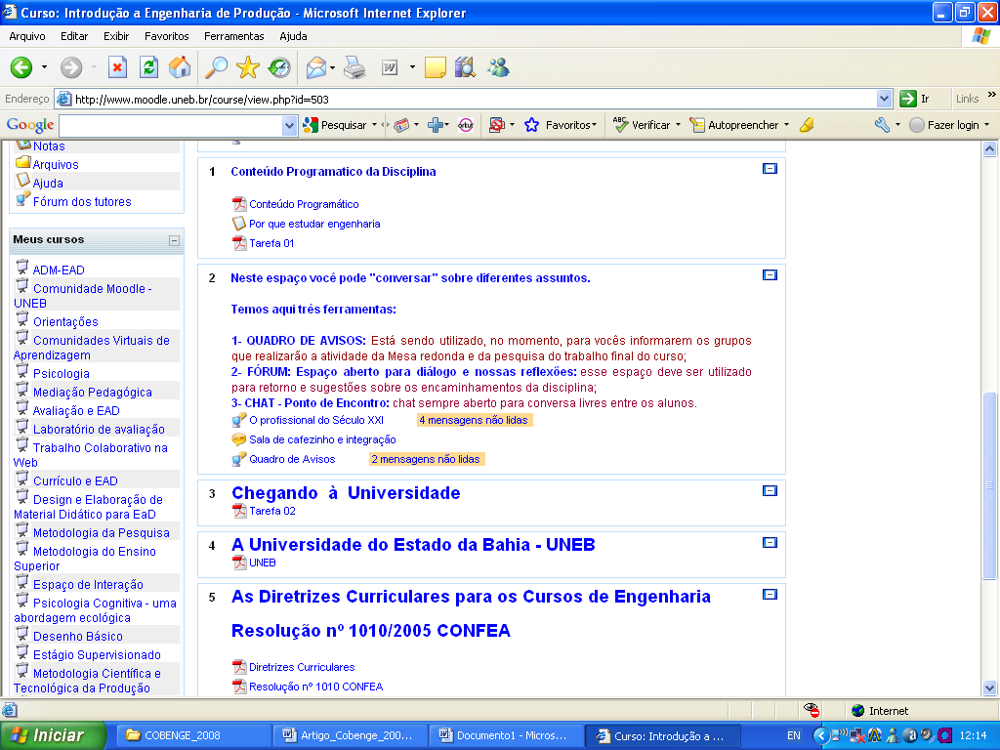 Curso: Introdução a Engenharia de Produção - Microsoft Internet Explorer
Arquivo Editar Exibir Favoritos Ferramentas Ajuda
Endereço http://www.moodle.uneb.br/course/view.php?id=503 Ir Links »
Google Pesquisar ortut Favoritos ABC Verificar Autopreencher Fazer login
Notas
Arquivos
Ajuda
Fórum dos tutores
Meus cursos
ADM-EAD
Comunidade Moodle -
UNEB
Orientações
Comunidades Virtuais de
Aprendizagem
Psicologia
Mediação Pedagógica
Avaliação e EAD
Laboratório de avaliação
Trabalho Colaborativo na
Web
Currículo e EAD
Design e Elaboração de
Material Didático para EaD
Metodologia da Pesquisa
Metodologia do Ensino
Superior
Espaço de Interação
Psicologia Cognitiva - uma
abordagem ecológica
Desenho Básico
Estágio Supervisionado
Metodologia Científica e
Tecnológica da Produção
1 Conteúdo Programatico da Disciplina
Conteúdo Programático
Por que estudar engenharia
Tarefa 01
2 Neste espaço você pode "conversar" sobre diferentes assuntos.
Temos aqui três ferramentas:
1- QUADRO DE AVISOS: Está sendo utilizado, no momento, para vocês informarem os grupos
que realizarão a atividade da Mesa redonda e da pesquisa do trabalho final do curso;
2- FÓRUM: Espaço aberto para diálogo e nossas reflexões: esse espaço deve ser utilizado
para retorno e sugestões sobre os encaminhamentos da disciplina;
3- CHAT - Ponto de Encontro: chat sempre aberto para conversa livres entre os alunos.
O profissional do Século XXI 4 mensagens não lidas
Sala de cafezinho e integração
Quadro de Avisos 2 mensagens não lidas
3 Chegando à Universidade
Tarefa 02
4 A Universidade do Estado da Bahia - UNEB
UNEB
5 As Diretrizes Curriculares para os Cursos de Engenharia
Resolução nº 1010/2005 CONFEA
Diretrizes Curriculares
Resolução nº 1010 CONFEA
Internet
Iniciar COBENGE_2008 Artigo_Cobenge_200... Documento1 - Micros... Curso: Introdução a ... EN 12:14